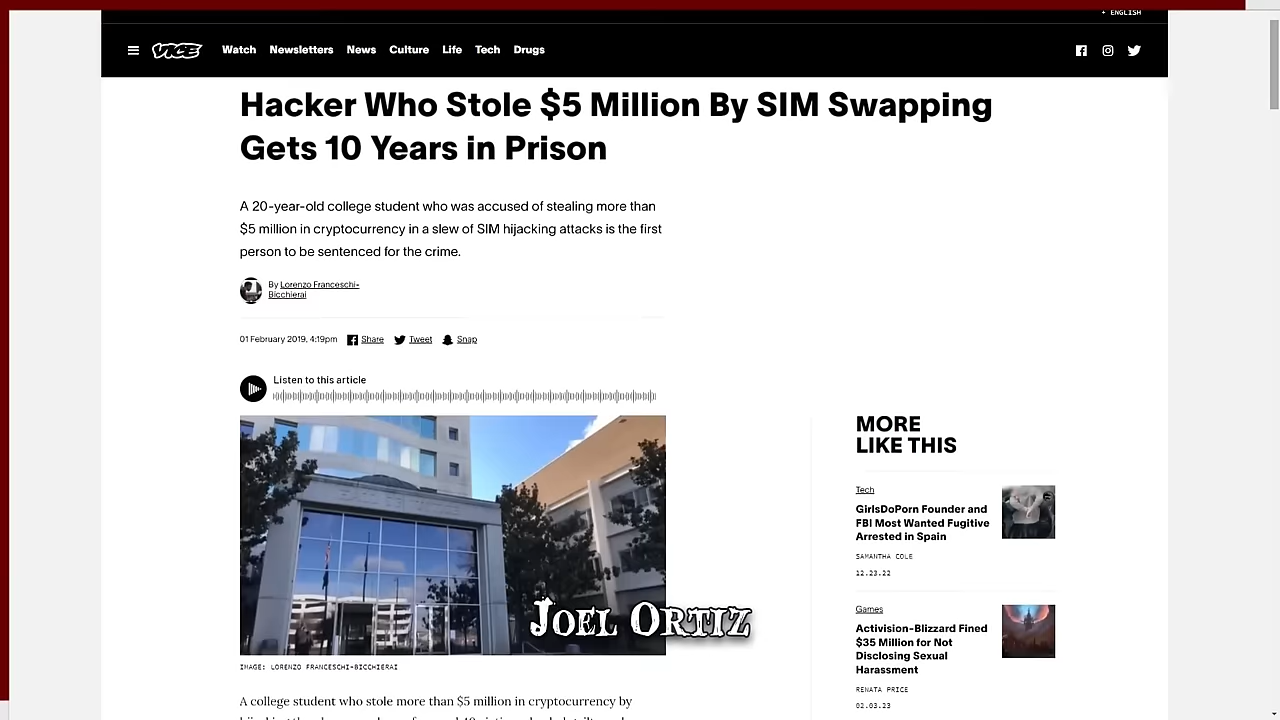 + ENGLISH
VICE
Watch Newsletters News Culture Life Tech Drugs
Hacker Who Stole $5 Million By SIM Swapping
Gets 10 Years in Prison
A 20-year-old college student who was accused of stealing more than
$5 million in cryptocurrency in a slew of SIM hijacking attacks is the first
person to be sentenced for the crime.
By Lorenzo Franceschi-
Bicchierai
01 February 2019, 4:19pm Share Tweet Snap
Listen to this article
JOEL ORTIZ
IMAGE: LORENZO FRANCESCHI-BICCHIERAI
A college student who stole more than $5 million in cryptocurrency by
MORE
LIKE THIS
Tech
GirlsDoPorn Founder and
FBI Most Wanted Fugitive
Arrested in Spain
SAMANTHA COLE
12.23.22
Games
Activision-Blizzard Fined
$35 Million for Not
Disclosing Sexual
Harassment
RENATA PRICE
02.03.23